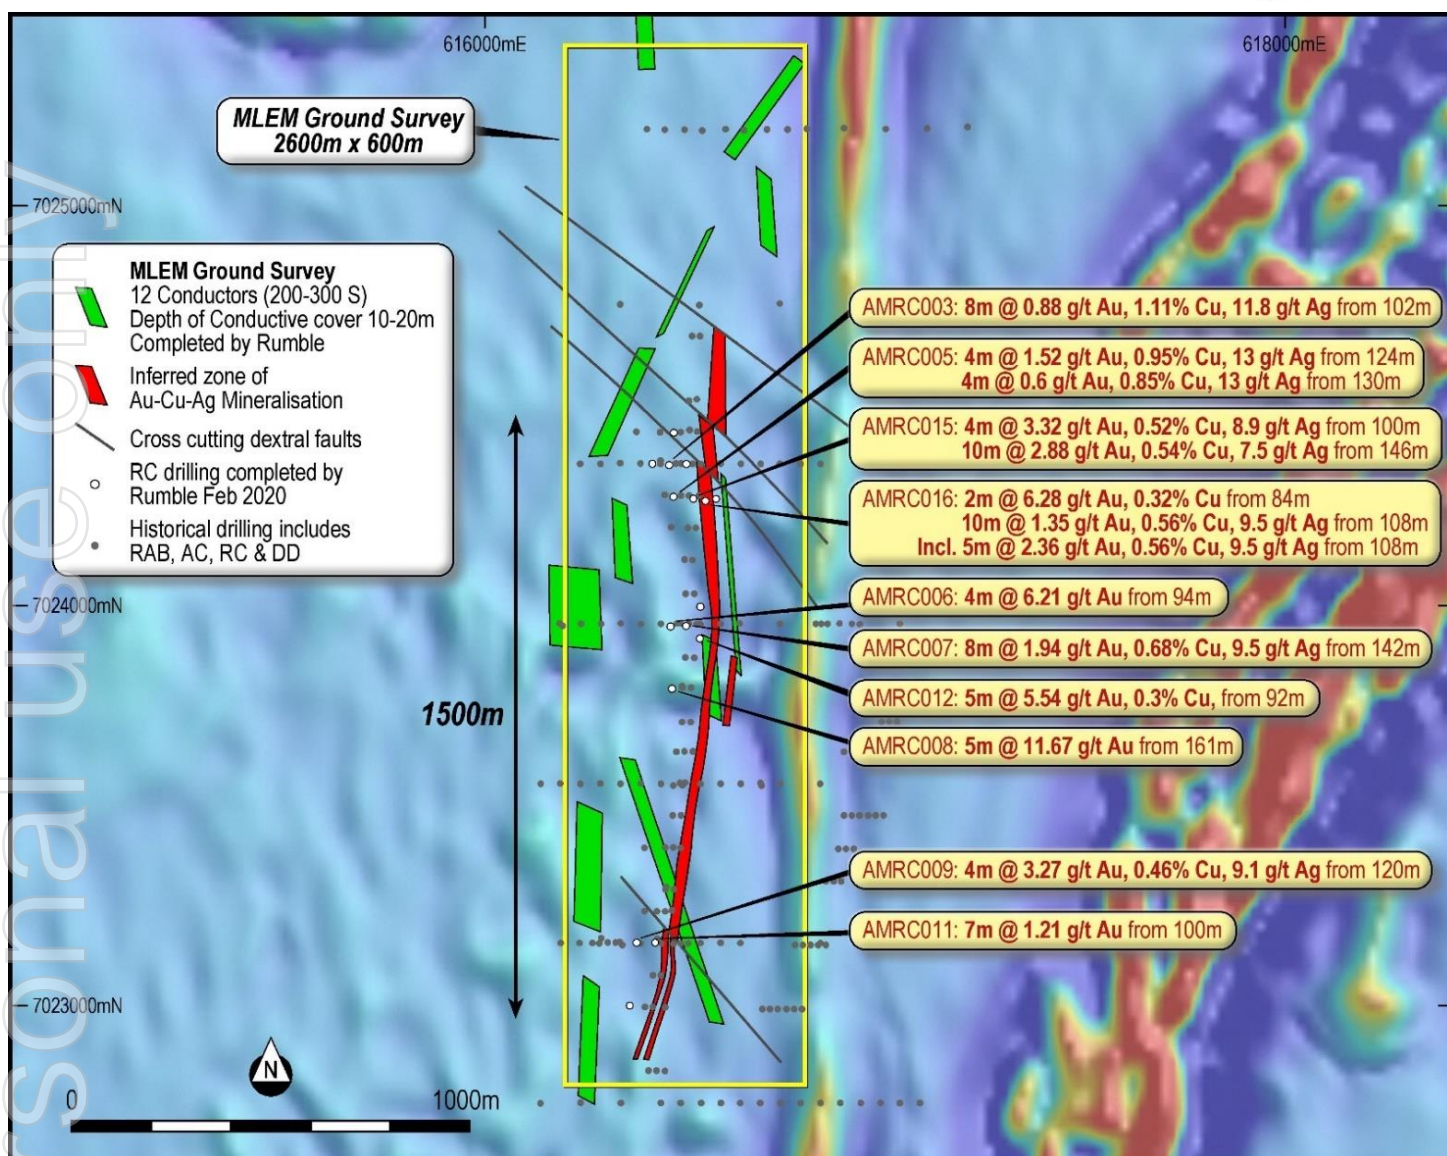 616000mE
618000mE
MLEM Ground Survey
2600m x 600m
7025000mN
MLEM Ground Survey
12 Conductors (200-300 S)
Depth of Conductive cover 10-20m
Completed by Rumble
Inferred zone of
Au-Cu-Ag Mineralisation
Cross cutting dextral faults
RC drilling completed by
Rumble Feb 2020
Historical drilling includes
RAB, AC, RC & DD
AMRC003: 8m @ 0.88 g/t Au, 1.11% Cu, 11.8 g/t Ag from 102m
AMRC005: 4m @ 1.52 g/t Au, 0.95% Cu, 13 g/t Ag from 124m
4m @ 0.6 g/t Au, 0.85% Cu, 13 g/t Ag from 130m
AMRC015: 4m @ 3.32 g/t Au, 0.52% Cu, 8.9 g/t Ag from 100m
10m @ 2.88 g/t Au, 0.54% Cu, 7.5 g/t Ag from 146m
AMRC016: 2m @ 6.28 g/t Au, 0.32% Cu from 84m
10m @ 1.35 g/t Au, 0.56% Cu, 9.5 g/t Ag from 108m
Incl. 5m @ 2.36 g/t Au, 0.56% Cu, 9.5 g/t Ag from 108m
7024000mN
AMRC006: 4m @ 6.21 g/t Au from 94m
AMRC007: 8m @ 1.94 g/t Au, 0.68% Cu, 9.5 g/t Ag from 142m
AMRC012: 5m @ 5.54 g/t Au, 0.3% Cu, from 92m
1500m
AMRC008: 5m @ 11.67 g/t Au from 161m
AMRC009: 4m @ 3.27 g/t Au, 0.46% Cu, 9.1 g/t Ag from 120m
AMRC011: 7m @ 1.21 g/t Au from 100m
7023000mN
N
0
1000m
rsonal use only